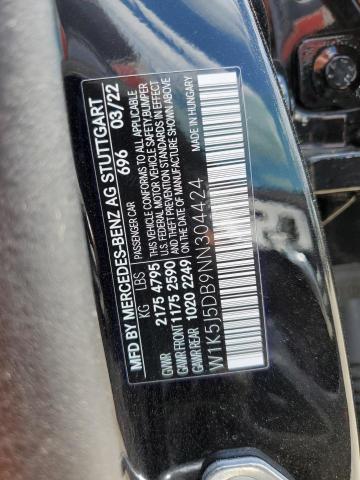 MFD BY MERCEDES-BENZ AG STUTTGART
PASSENGER CAR 696 03/22
KG LBS
GVWR 2175 4795
GWWR FRONT 1175 2590
GWWR REAR 1020 2249
THIS VEHICLE CONFORMS TO ALL APPLICABLE
U.S. FEDERAL MOTOR VEHICLE SAFETY, BUMPER
AND THEFT PREVENTION STANDARDS IN EFFECT
ON THE DATE OF MANUFACTURE SHOWN ABOVE
MADE IN HUNGARY
W1K5J5DB9NN304424